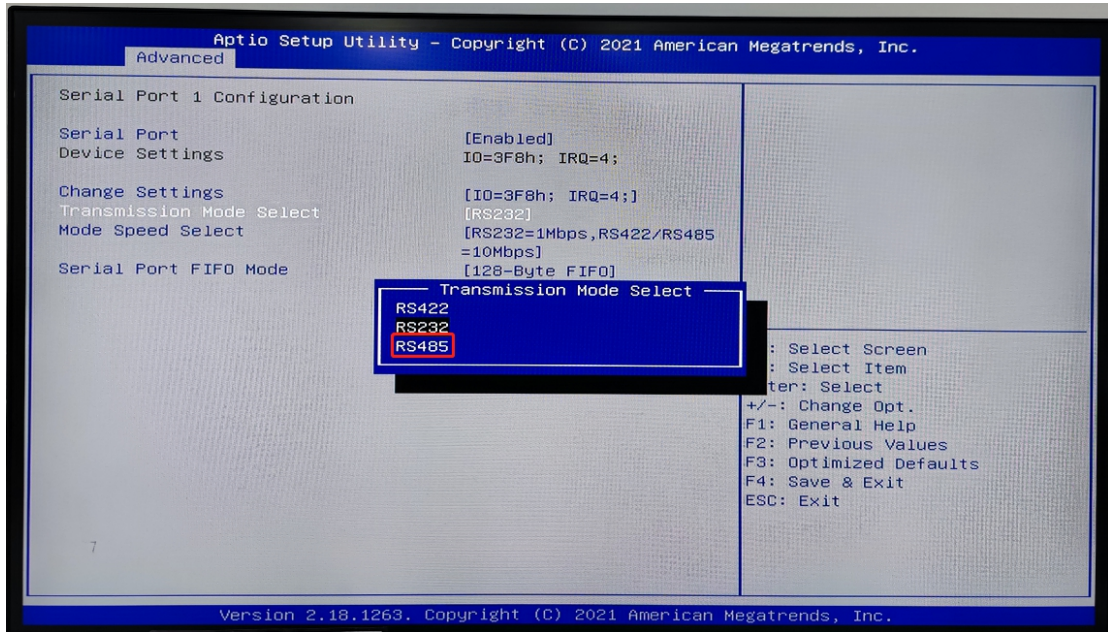 Aptio Setup Utility – Copyright (C) 2021 American Megatrends, Inc.
Advanced
Serial Port 1 Configuration
Serial Port [Enabled]
Device Settings IO=3F8h; IRQ=4;
Change Settings [IO=3F8h; IRQ=4;]
Transmission Mode Select [RS232]
Mode Speed Select [RS232=1Mbps,RS422/RS485
=10Mbps]
Serial Port FIFO Mode [128-Byte FIFO]
Transmission Mode Select
RS422
RS232
RS485
: Select Screen
: Select Item
ter: Select
+/-: Change Opt.
F1: General Help
F2: Previous Values
F3: Optimized Defaults
F4: Save & Exit
ESC: Exit
7
Version 2.18.1263. Copyright (C) 2021 American Megatrends, Inc.